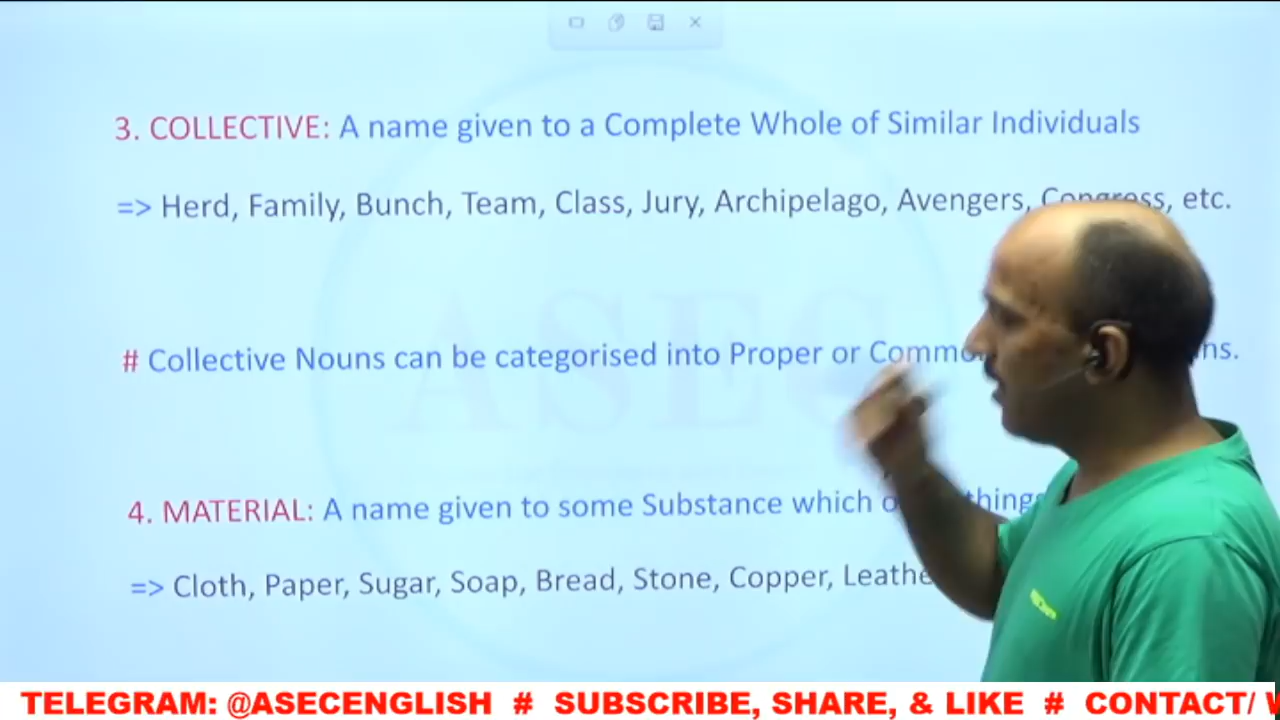 3. COLLECTIVE: A name given to a Complete Whole of Similar Individuals
=> Herd, Family, Bunch, Team, Class, Jury, Archipelago, Avengers, Congress, etc.
ASEC
# Collective Nouns can be categorised into Proper or
4. MATERIAL: A name given to some Substance which things
=> Cloth, Paper, Sugar, Soap, Bread, Stone, Copper,
TELEGRAM: @ASECENGLISH # SUBSCRIBE, SHARE, & LIKE # CONTACT/